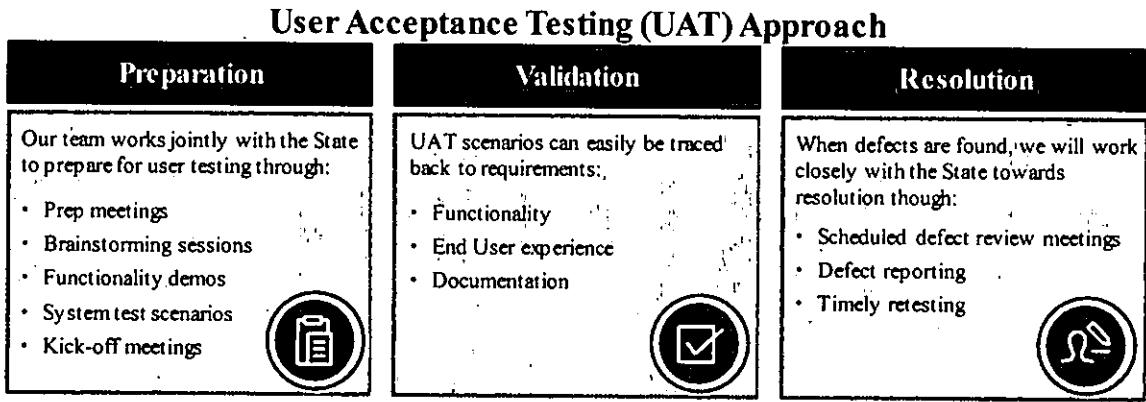 User Acceptance Testing (UAT) Approach
Preparation
Our team works jointly with the State
to prepare for user testing through:
• Prep meetings
• Brainstorming sessions
• Functionality demos
• System test scenarios
• Kick-off meetings
Validation
UAT scenarios can easily be traced
back to requirements:
• Functionality
• End User experience
• Documentation
Resolution
When defects are found, we will work
closely with the State towards
resolution though:
• Scheduled defect review meetings
• Defect reporting
• Timely retesting